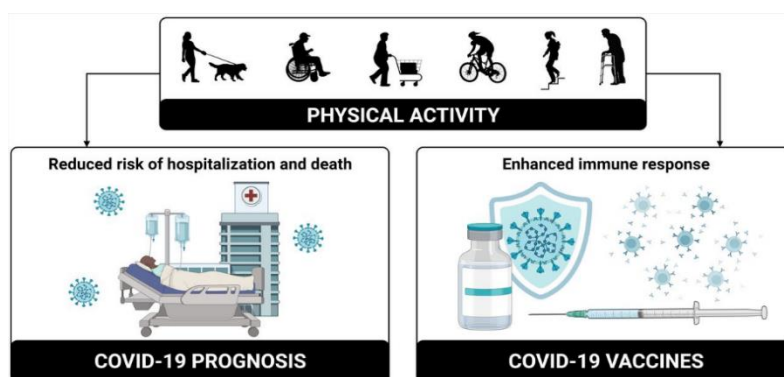 PHYSICAL ACTIVITY
Reduced risk of hospitalization and death
COVID-19 PROGNOSIS
Enhanced immune response
COVID-19 VACCINES